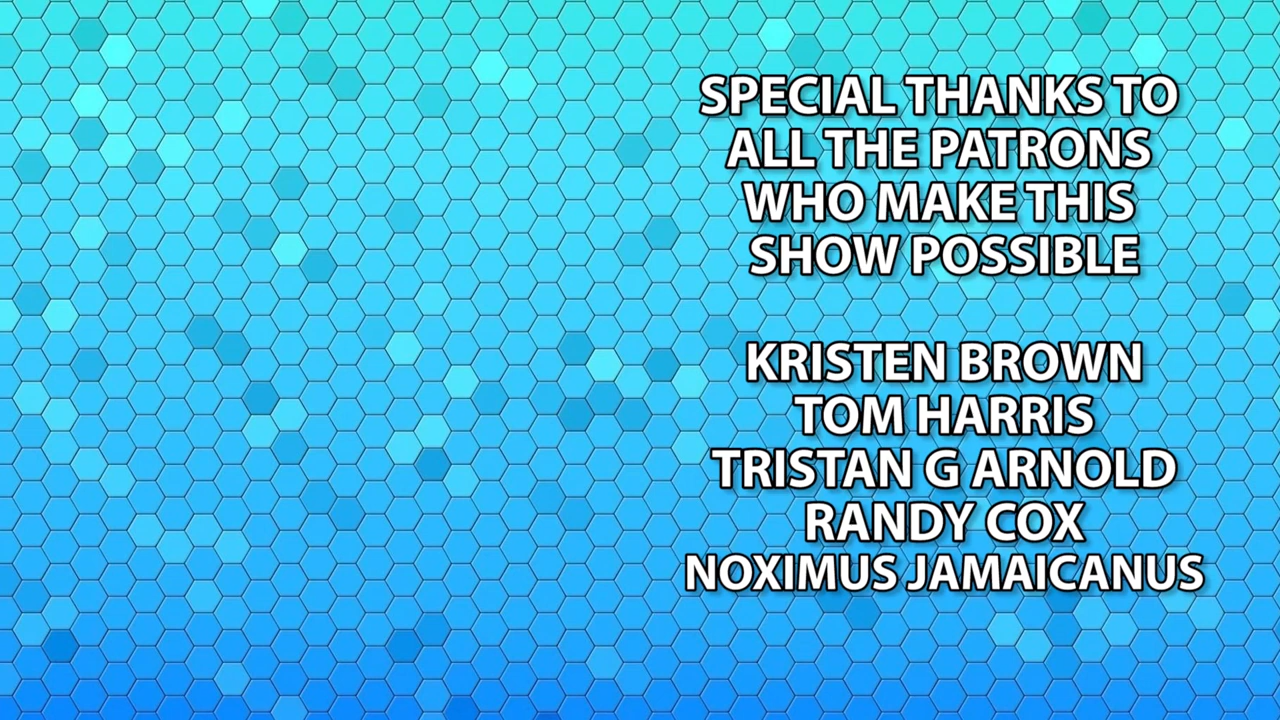 SPECIAL THANKS TO
ALL THE PATRONS
WHO MAKE THIS
SHOW POSSIBLE
KRISTEN BROWN
TOM HARRIS
TRISTAN G ARNOLD
RANDY COX
NOXIMUS JAMAICANUS